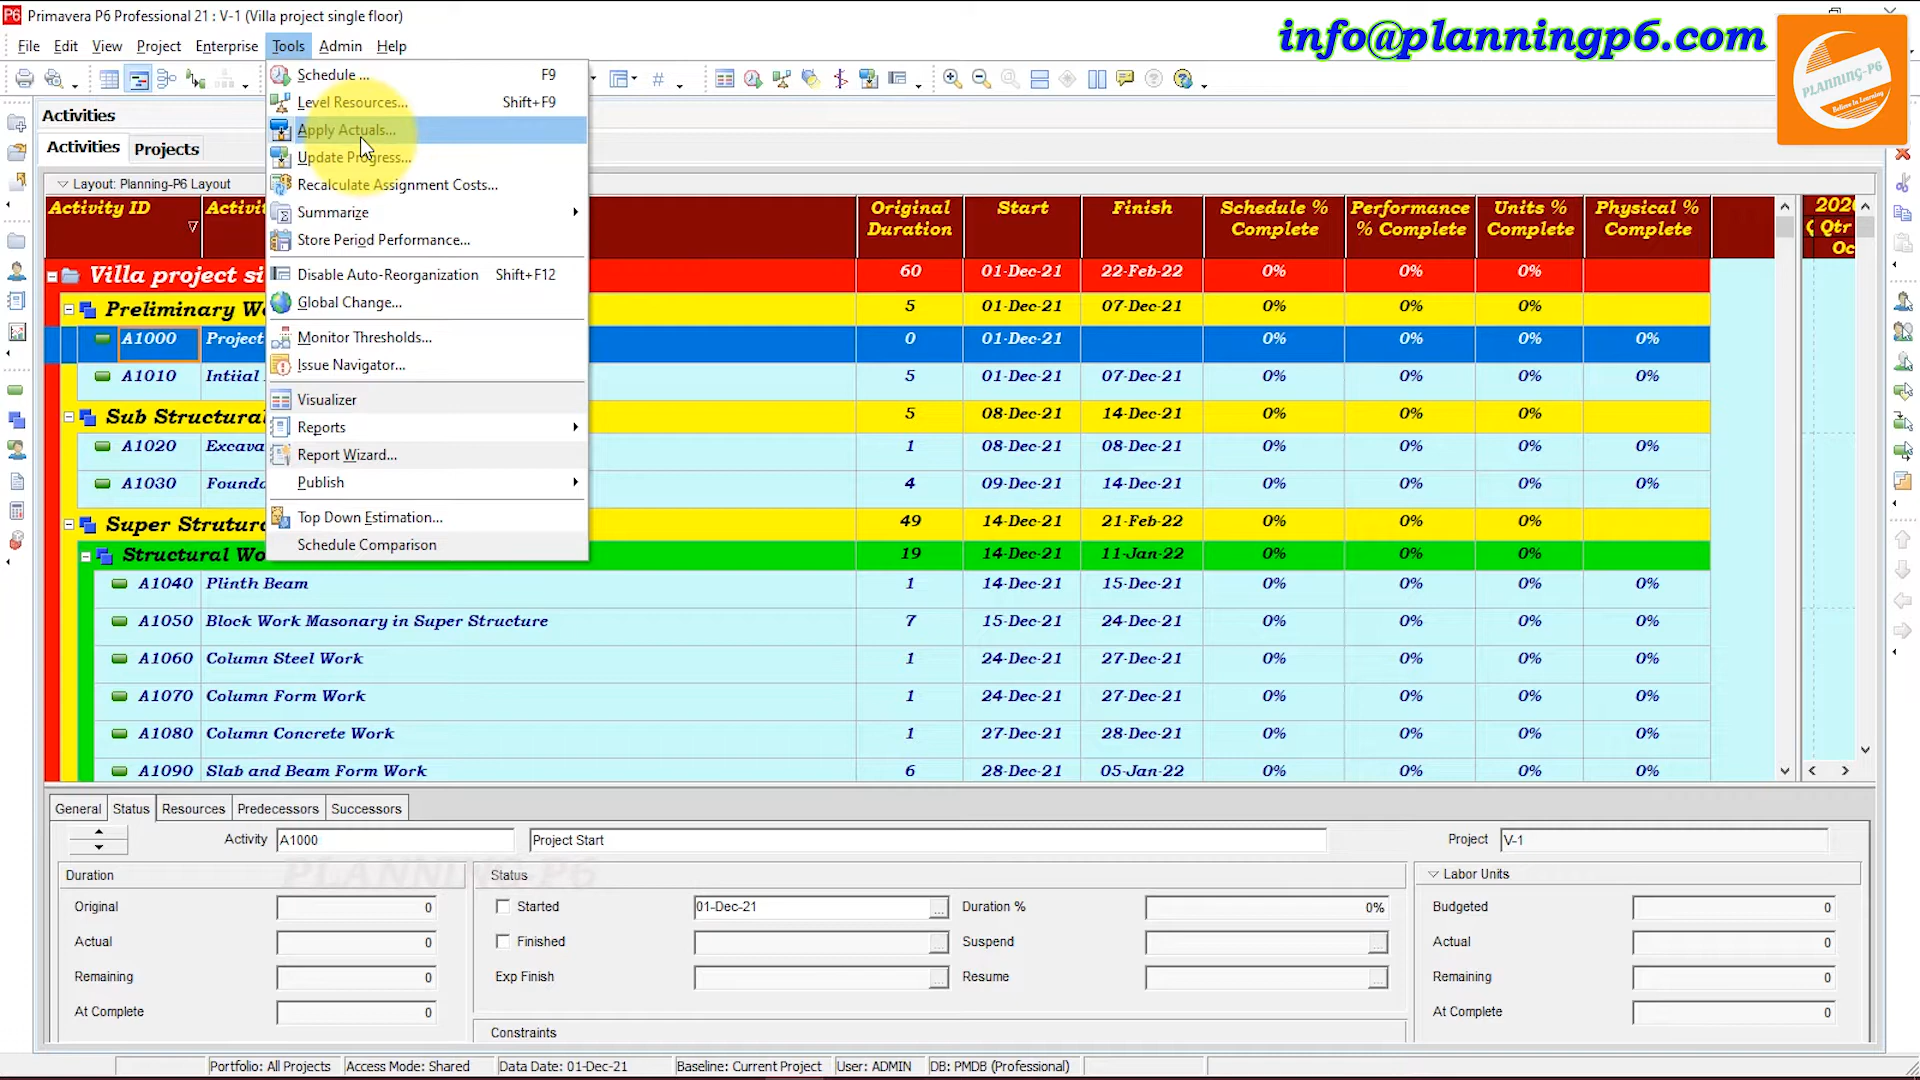 Primavera P6 Professional 21 : V-1 (Villa project single floor)
info@planningp6.com
PLANNING-P6
Believe In Learning
File Edit View Project Enterprise Tools Admin Help
Schedule ... F9
Level Resources... Shift+F9
Apply Actuals...
Update Progress...
Recalculate Assignment Costs...
Summarize
Store Period Performance...
Disable Auto-Reorganization Shift+F12
Global Change...
Monitor Thresholds...
Issue Navigator...
Visualizer
Reports
Report Wizard...
Publish
Top Down Estimation...
Schedule Comparison
Activities
Activities Projects
Layout: Planning-P6 Layout
Activity ID Original Duration Start Finish Schedule % Complete Performance % Complete Units % Complete Physical % Complete
Qtr
Oc
Villa project si 60 01-Dec-21 22-Feb-22 0% 0% 0%
Preliminary Wo 5 01-Dec-21 07-Dec-21 0% 0% 0%
A1000 Project 0 01-Dec-21 0% 0% 0%
A1010 Intiial 5 01-Dec-21 07-Dec-21 0% 0% 0% 0%
Sub Structural 5 08-Dec-21 14-Dec-21 0% 0% 0%
A1020 Excava 1 08-Dec-21 08-Dec-21 0% 0% 0% 0%
A1030 Founda 4 09-Dec-21 14-Dec-21 0% 0% 0% 0%
Super Strutura 49 14-Dec-21 21-Feb-22 0% 0% 0%
Structural Wo 19 14-Dec-21 11-Jan-22 0% 0% 0%
A1040 Plinth Beam 1 14-Dec-21 15-Dec-21 0% 0% 0% 0%
A1050 Block Work Masonary in Super Structure 7 15-Dec-21 24-Dec-21 0% 0% 0% 0%
A1060 Column Steel Work 1 24-Dec-21 27-Dec-21 0% 0% 0% 0%
A1070 Column Form Work 1 24-Dec-21 27-Dec-21 0% 0% 0% 0%
A1080 Column Concrete Work 1 27-Dec-21 28-Dec-21 0% 0% 0% 0%
A1090 Slab and Beam Form Work 6 28-Dec-21 05-Jan-22 0% 0% 0% 0%
General Status Resources Predecessors Successors
Activity A1000 Project Start Project V-1
PLANNING-P6
Duration Status Labor Units
Original 0 Started 01-Dec-21 Duration % 0% Budgeted 0
Actual 0 Finished Suspend Actual 0
Remaining 0 Exp Finish Resume Remaining 0
At Complete 0 At Complete 0
Constraints
Portfolio: All Projects Access Mode: Shared Data Date: 01-Dec-21 Baseline: Current Project User: ADMIN DB: PMDB (Professional)